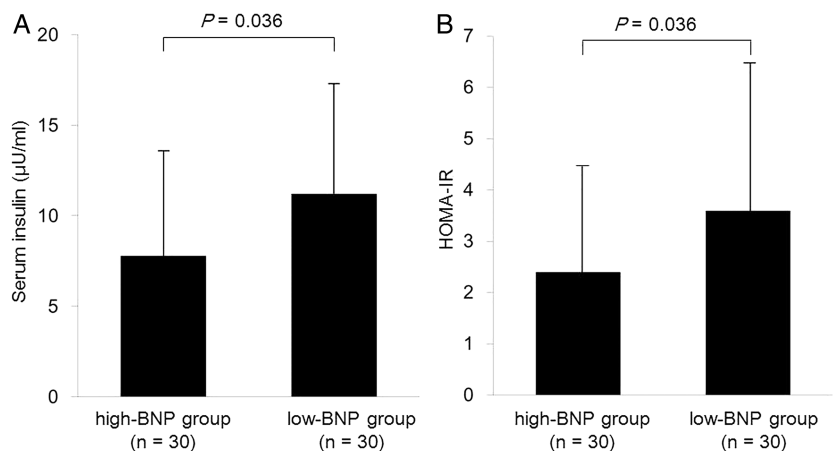 A
P = 0.036
Serum insulin (µU/ml)
20
15
10
5
0
high-BNP group
(n = 30)
low-BNP group
(n = 30)
B
P = 0.036
HOMA-IR
7
6
5
4
3
2
1
0
high-BNP group
(n = 30)
low-BNP group
(n = 30)